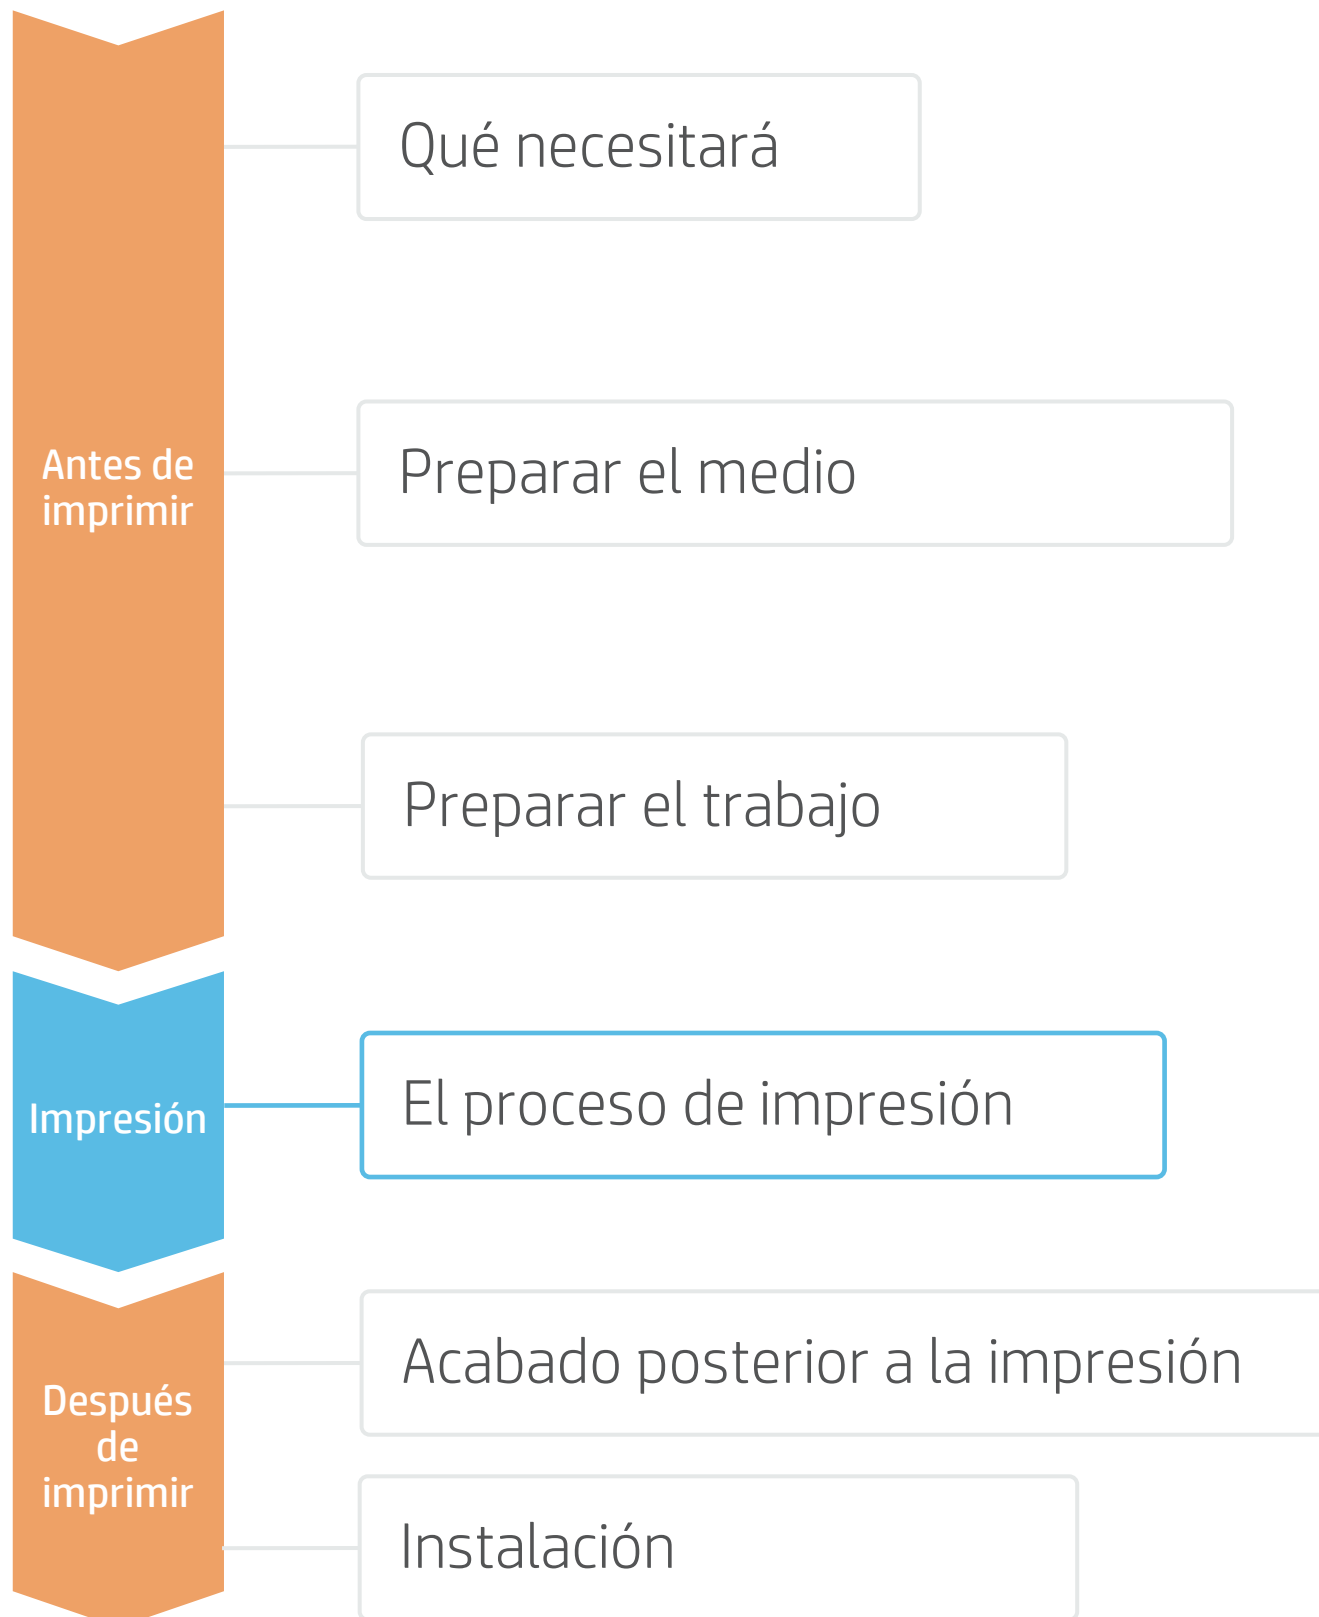 Qué necesitará
Antes de
imprimir
Preparar el medio
Preparar el trabajo
Impresión
El proceso de impresión
Después
de
imprimir
Acabado posterior a la impresión
Instalación